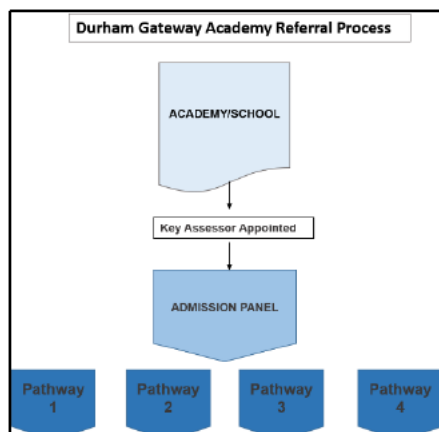 Durham Gateway Academy Referral Process
ACADEMY/SCHOOL
Key Assessor Appointed
ADMISSION PANEL
Pathway Pathway Pathway Pathway
1 2 3 4